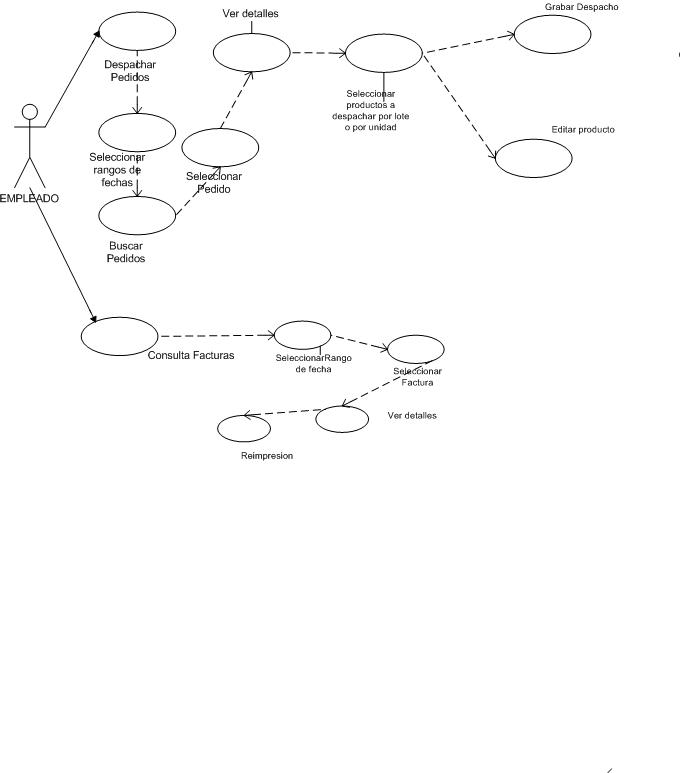 Grabar Despacho
Ver detalles
Despachar
Pedidos
Seleccionar
productos a
despachar por lote
o por unidad
Editar producto
Seleccionar
rangos de
fechas
Seleccionar
Pedido
EMPLEADO
Buscar
Pedidos
Consulta Facturas
SeleccionarRango
de fecha
Seleccionar
Factura
Ver detalles
Reimpresion